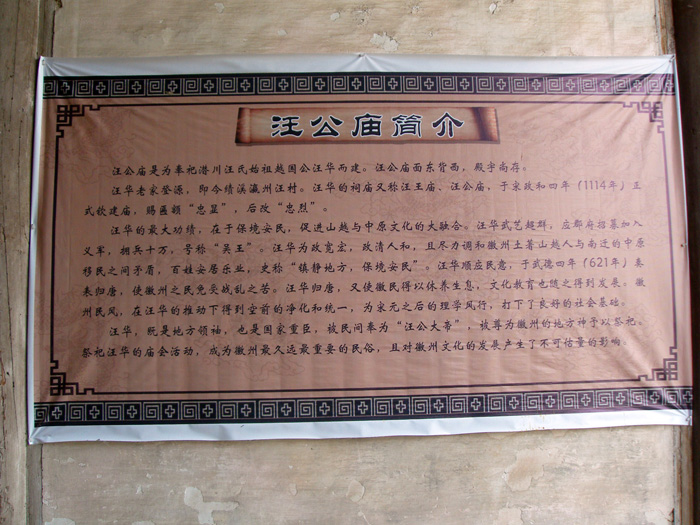 汪公庙简介
汪公庙是为奉祀潜川汪氏始祖越国公汪华而建。汪公庙面东背西，殿宇尚存。
汪华老家登源，即今绩溪瀛州汪村。汪华的祠庙又称汪王庙、汪公庙，于宋政和四年（1114年）正
式敕建庙，赐匾额“忠显”，后改“忠烈”。
汪华的最大功绩，在于保境安民，促进山越与中原文化的大融合。汪华武艺超群，应郡府招募加入
义军，拥兵十万，号称“吴王”。汪华为政宽宏，政清人和，且尽力调和徽州土著山越人与南迁的中原
移民之间矛盾，百姓安居乐业，史称“镇静地方，保境安民”。汪华顺应民意，于武德四年（621年）奉
表归唐，使徽州之民免受战乱之苦。汪华归唐，又使徽民得以休养生息，文化教育也随之得到发展。徽
州民风，在汪华的推动下得到空前的净化和统一，为宋元之后的理学风行，打下了良好的社会基础。
汪华，既是地方领袖，也是国家重臣，被民间奉为“汪公大帝”，被尊为徽州的地方神予以祭祀。
祭祀汪华的庙会活动，成为徽州最久远最重要的民俗，且对徽州文化的发展产生了不可估量的影响。